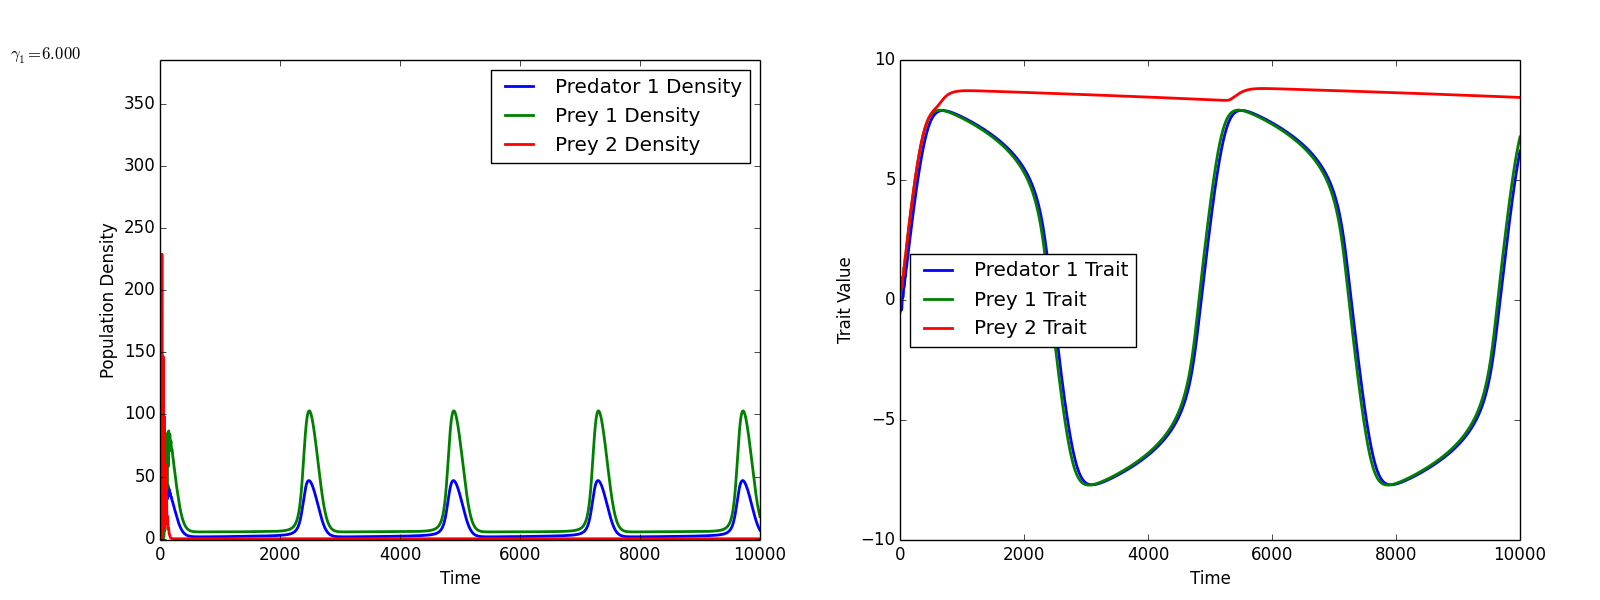 γ₁=6.000
350
300
250
200
150
100
50
0
0 2000 4000 6000 8000 10000
Time
Population Density
Predator 1 Density
Prey 1 Density
Prey 2 Density
10
5
0
−5
−10
0 2000 4000 6000 8000 10000
Time
Trait Value
Predator 1 Trait
Prey 1 Trait
Prey 2 Trait